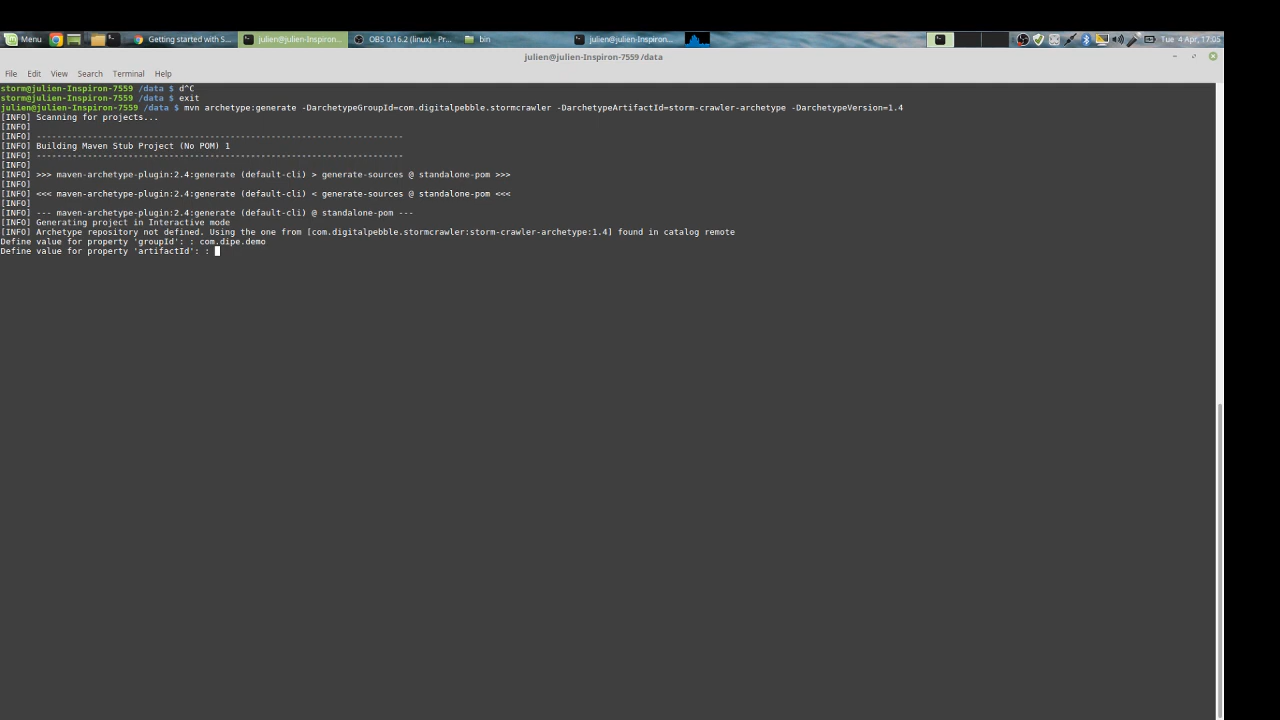 Menu
Getting started with S...
julien@julien-Inspiron...
OBS 0.16.2 (linux) - Pr...
bin
julien@julien-Inspiron...
Tue 4 Apr, 17:05
julien@julien-Inspiron-7559 /data
File Edit View Search Terminal Help
storm@julien-Inspiron-7559 /data $ d^C
storm@julien-Inspiron-7559 /data $ exit
julien@julien-Inspiron-7559 /data $ mvn archetype:generate -DarchetypeGroupId=com.digitalpebble.stormcrawler -DarchetypeArtifactId=storm-crawler-archetype -DarchetypeVersion=1.4
[INFO] Scanning for projects...
[INFO]
[INFO] ------------------------------------------------------------------------
[INFO] Building Maven Stub Project (No POM) 1
[INFO] ------------------------------------------------------------------------
[INFO]
[INFO] >>> maven-archetype-plugin:2.4:generate (default-cli) > generate-sources @ standalone-pom >>>
[INFO]
[INFO] <<< maven-archetype-plugin:2.4:generate (default-cli) < generate-sources @ standalone-pom <<<
[INFO]
[INFO] --- maven-archetype-plugin:2.4:generate (default-cli) @ standalone-pom ---
[INFO] Generating project in Interactive mode
[INFO] Archetype repository not defined. Using the one from [com.digitalpebble.stormcrawler:storm-crawler-archetype:1.4] found in catalog remote
Define value for property 'groupId': : com.dipe.demo
Define value for property 'artifactId': :